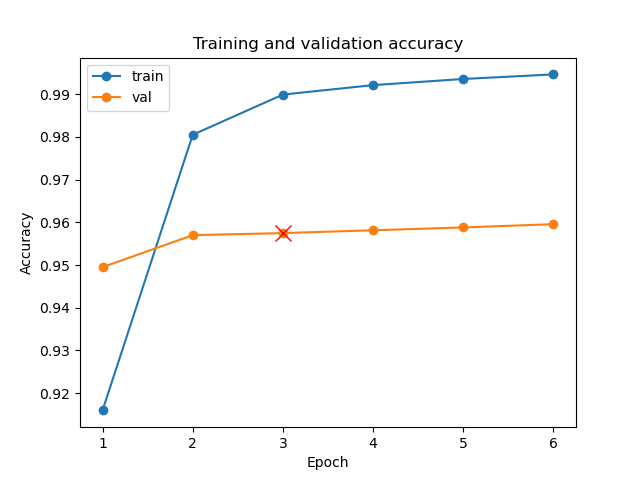 Training and validation accuracy
train
val
0.99
0.98
0.97
0.96
0.95
0.94
0.93
0.92
Accuracy
1 2 3 4 5 6
Epoch